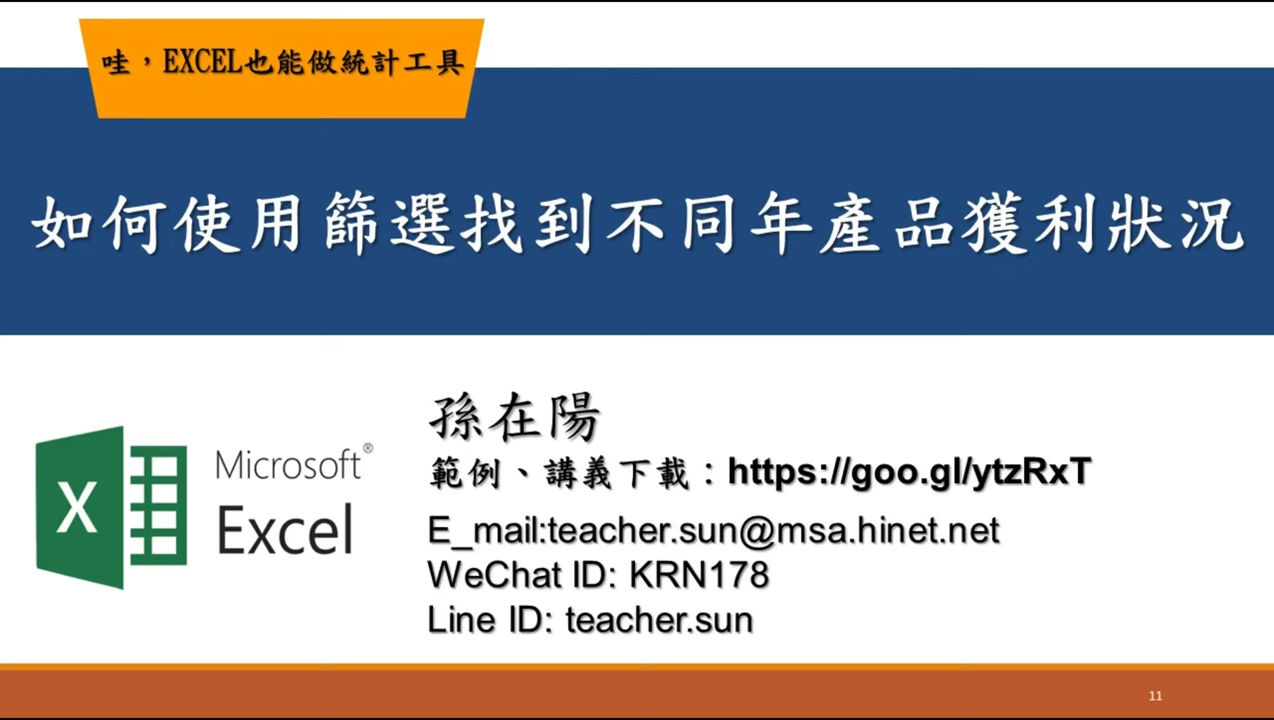 哇，EXCEL也能做統計工具
如何使用篩選找到不同年產品獲利狀況
孫在陽
範例、講義下載：https://goo.gl/ytzRxT
Microsoft®
Excel
E_mail:teacher.sun@msa.hinet.net
WeChat ID: KRN178
Line ID: teacher.sun
11